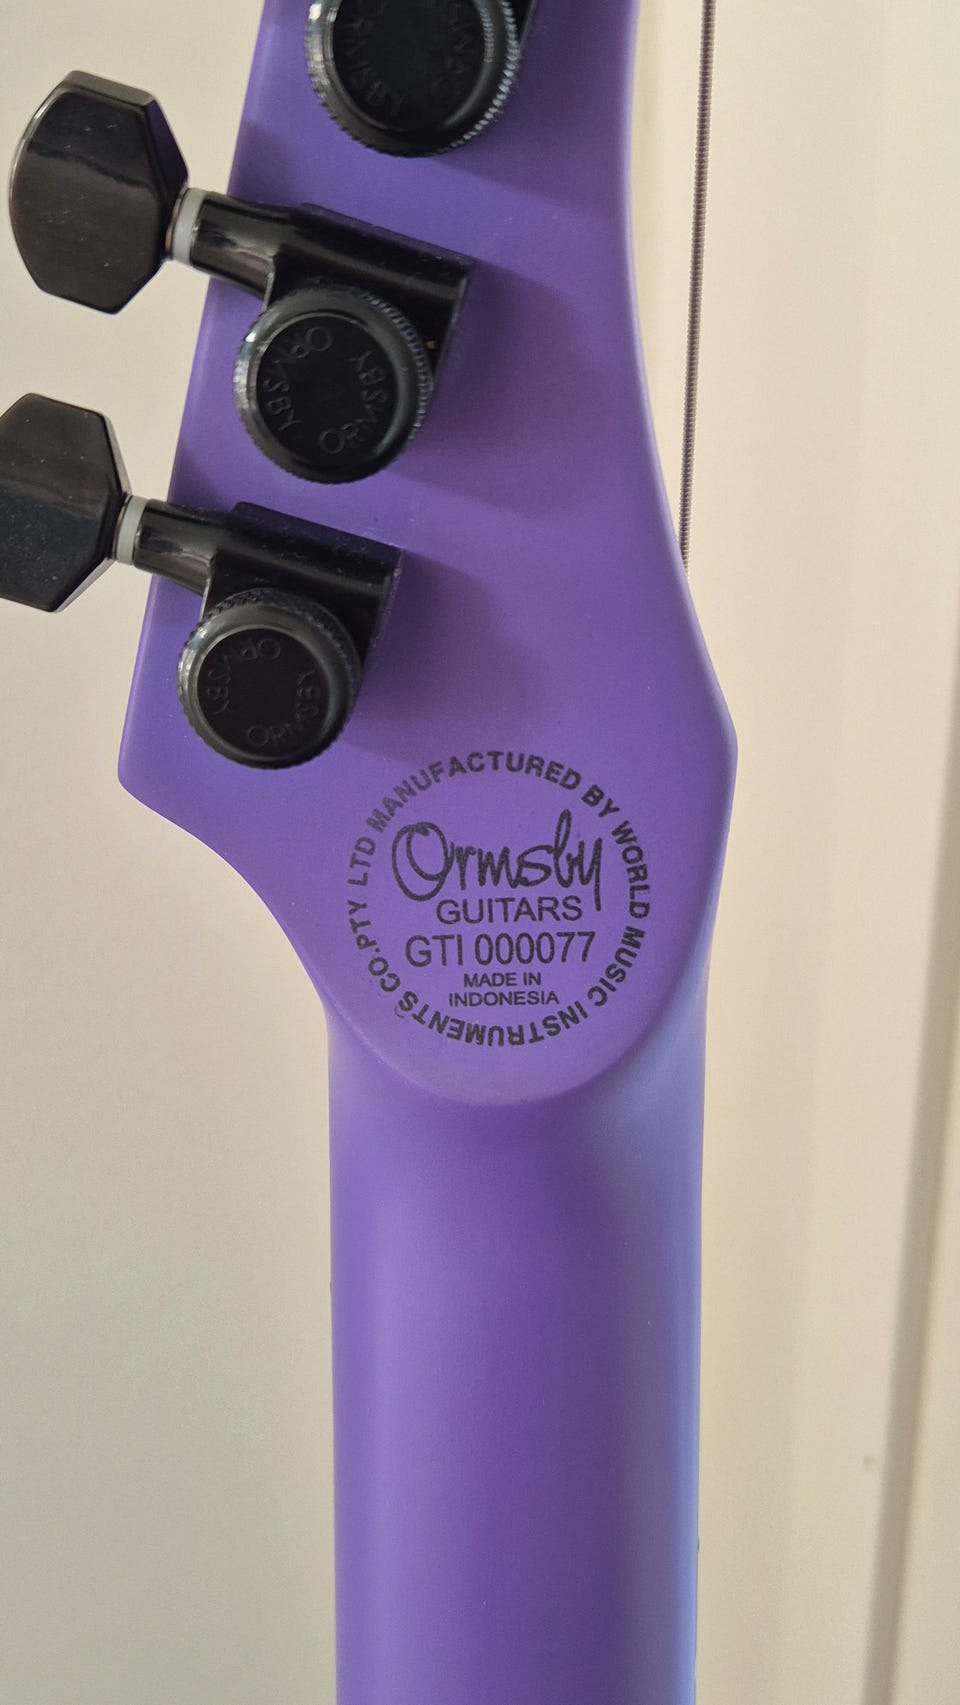 ORMSBY
ORMSBY
ORMSBY
ORMSBY
ORMSBY
ORMSBY
ORMSBY
MANUFACTURED BY WORLD MUSIC INSTRUMENTS CO.PTY LTD
Ormsby
GUITARS
GTI 000077
MADE IN
INDONESIA